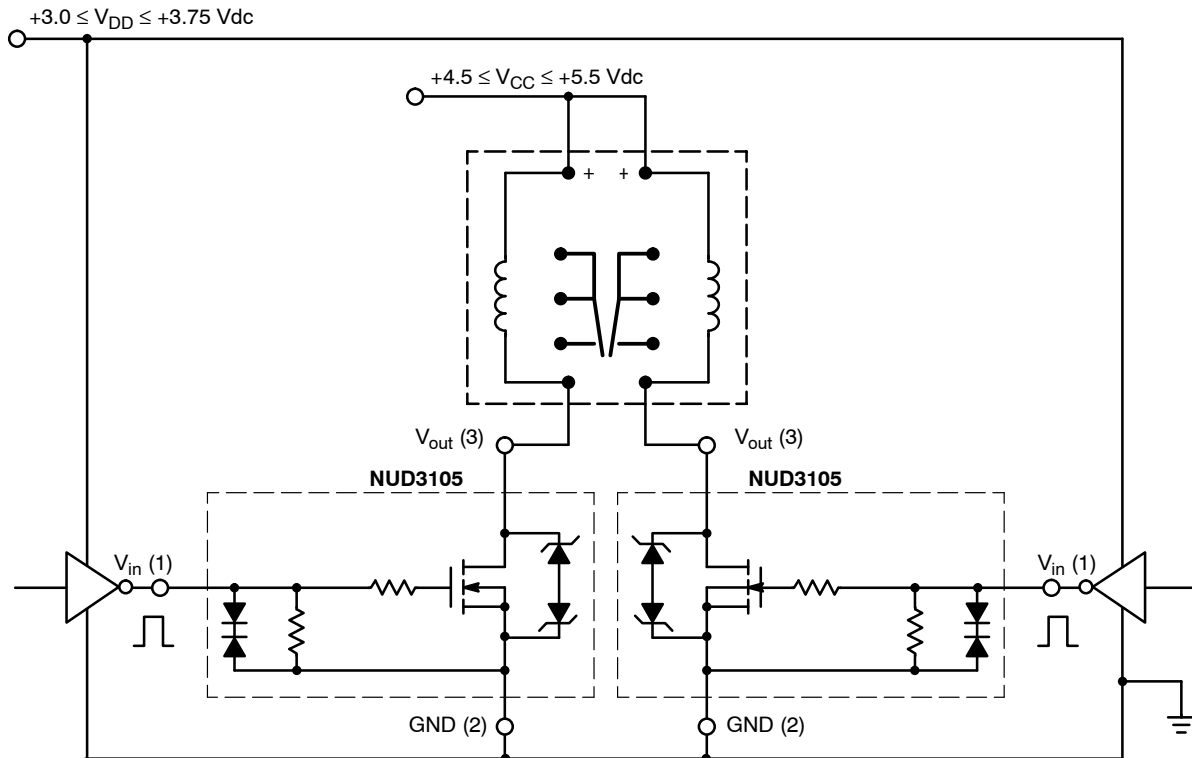 +3.0 ≤ VDD ≤ +3.75 Vdc
+4.5 ≤ VCC ≤ +5.5 Vdc
+ +
Vout (3) Vout (3)
NUD3105 NUD3105
Vin (1) Vin (1)
GND (2) GND (2)